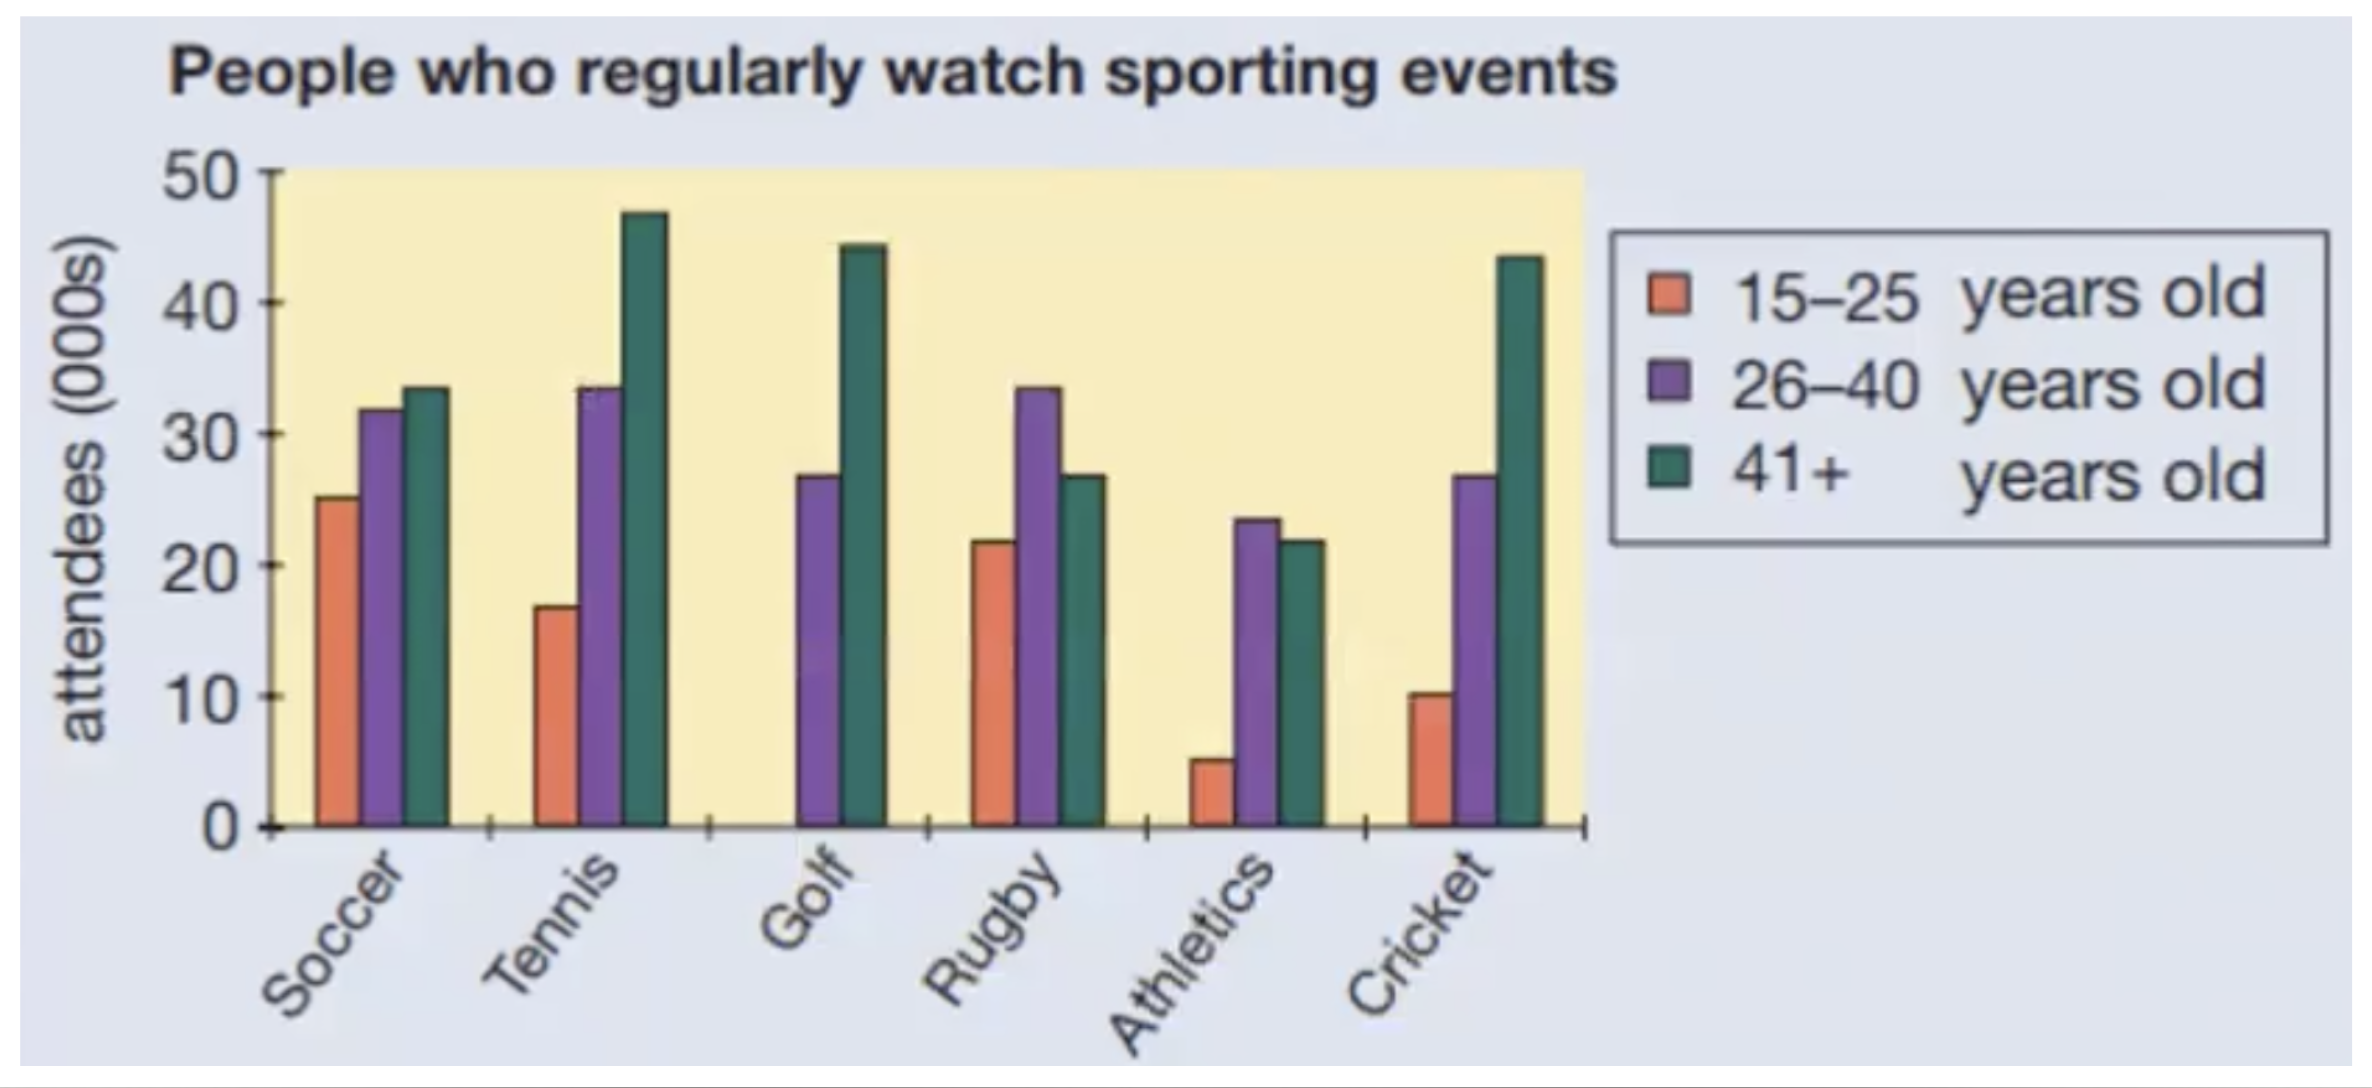 People who regularly watch sporting events
attendees (000s)
50
40
30
20
10
0
Soccer
Tennis
Golf
Rugby
Athletics
Cricket
15–25 years old
26–40 years old
41+ years old